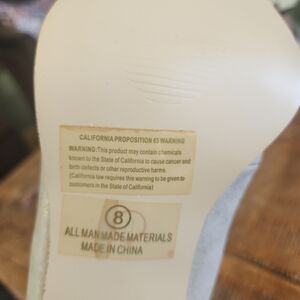 CALIFORNIA PROPOSITION 65 WARNING
WARNING: This product may contain chemicals
known to the State of California to cause cancer and
birth defects or other reproductive harms.
(California law requires this warning to be given to
customers in the State of California)
8
ALL MAN MADE MATERIALS
MADE IN CHINA